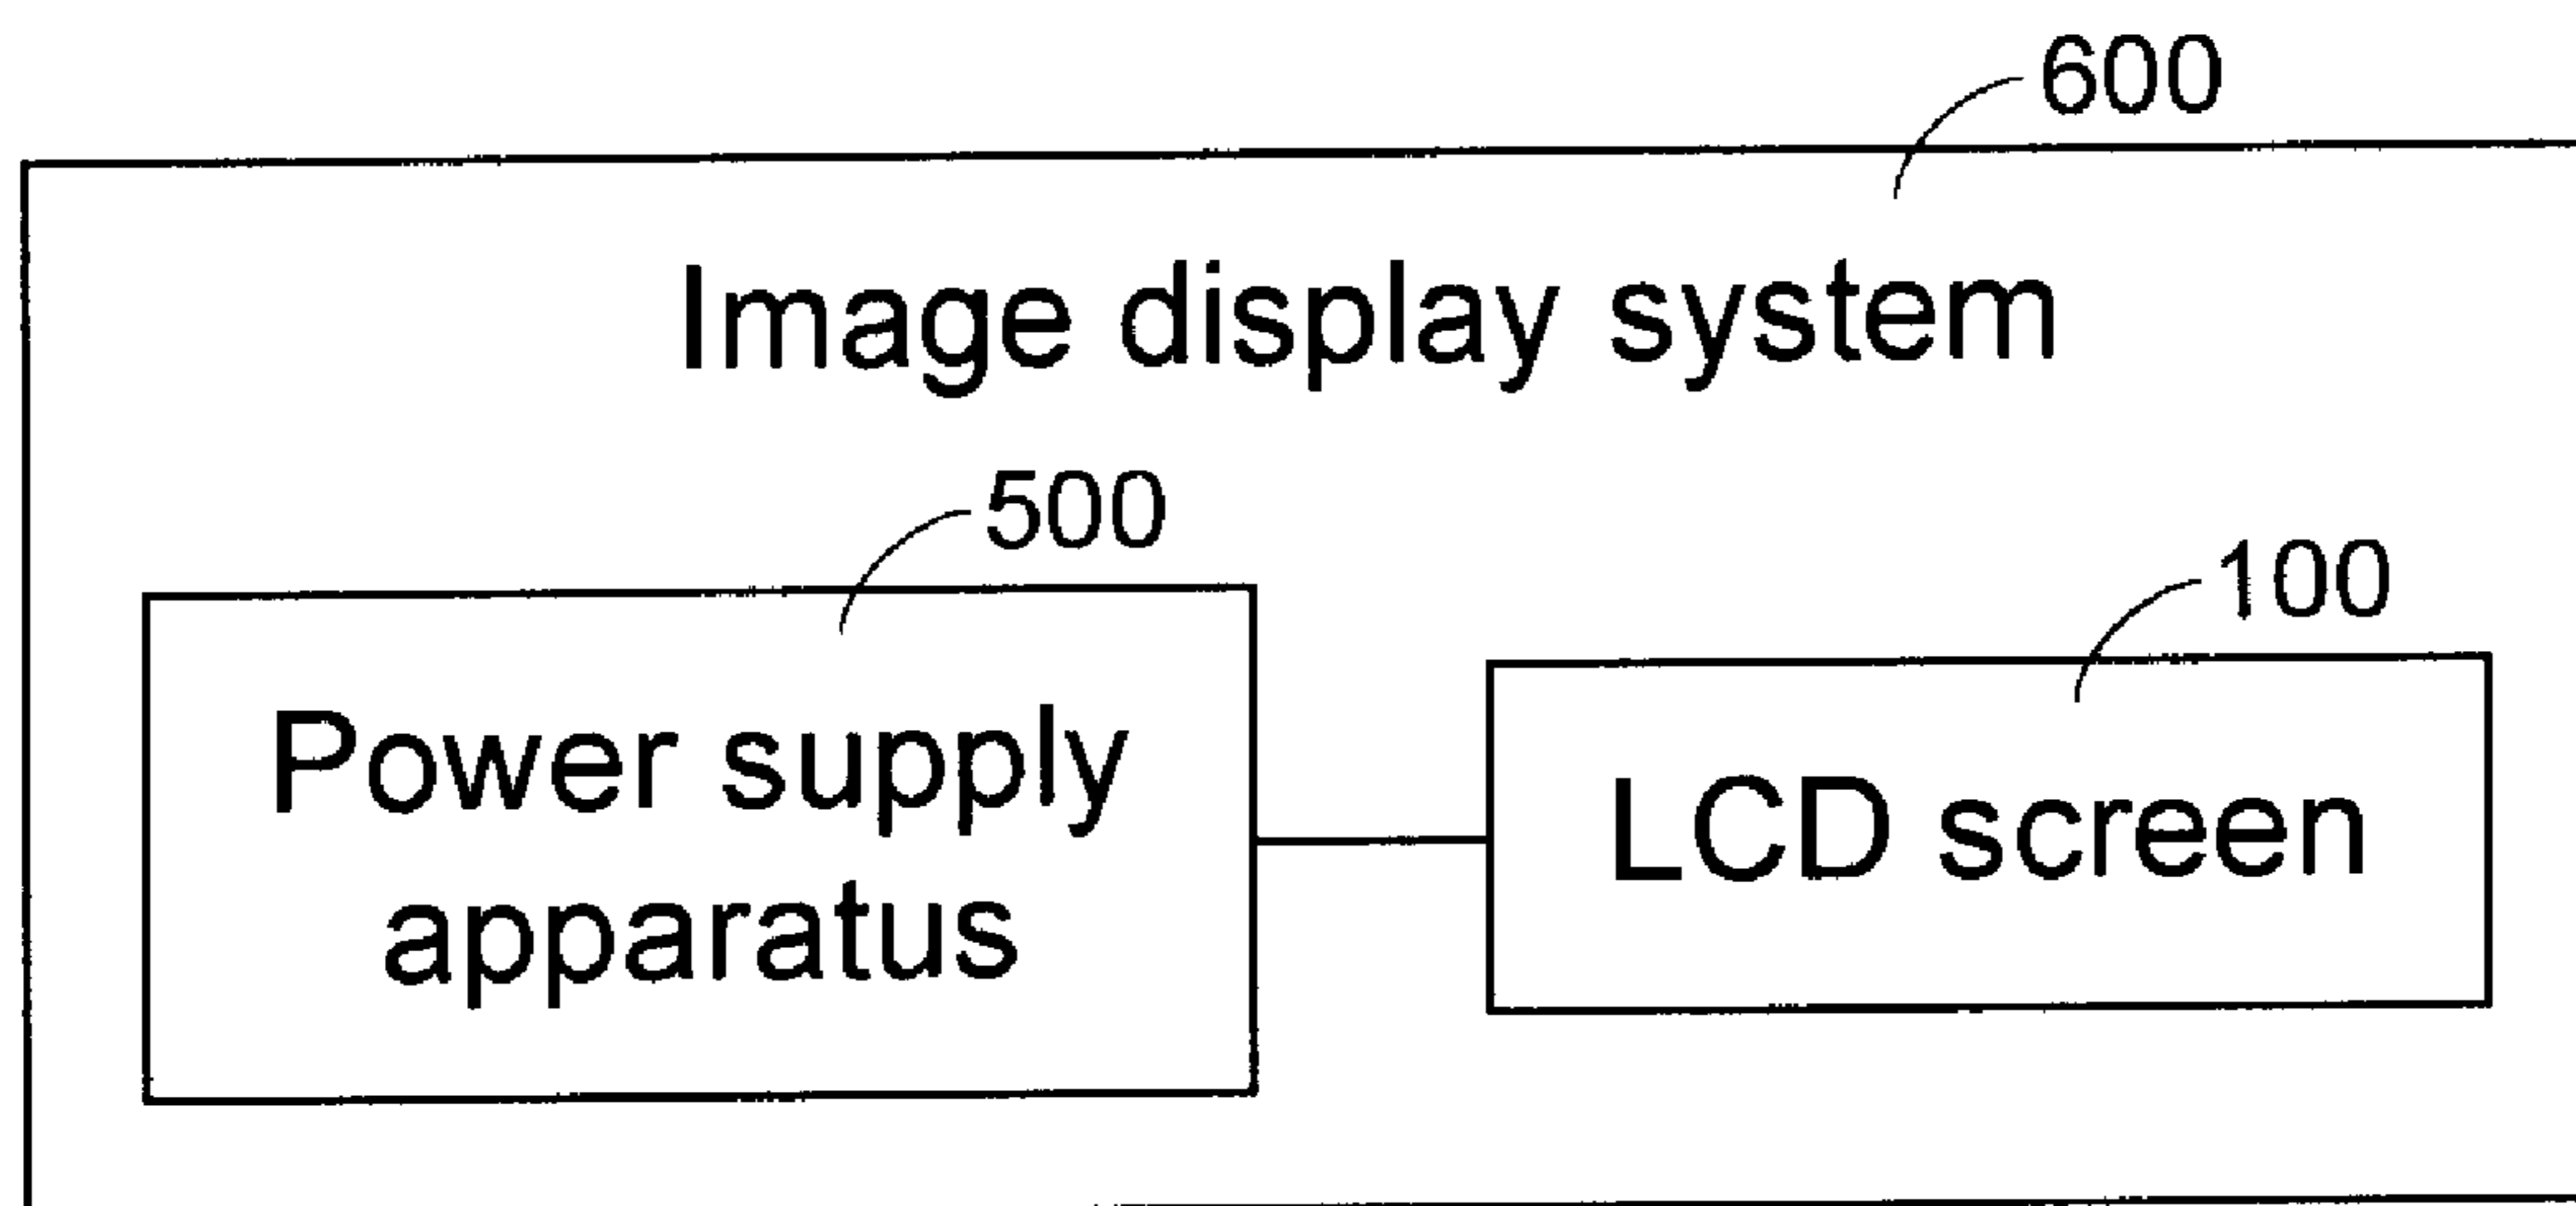 600
Image display system
500
100
Power supply
apparatus
LCD screen